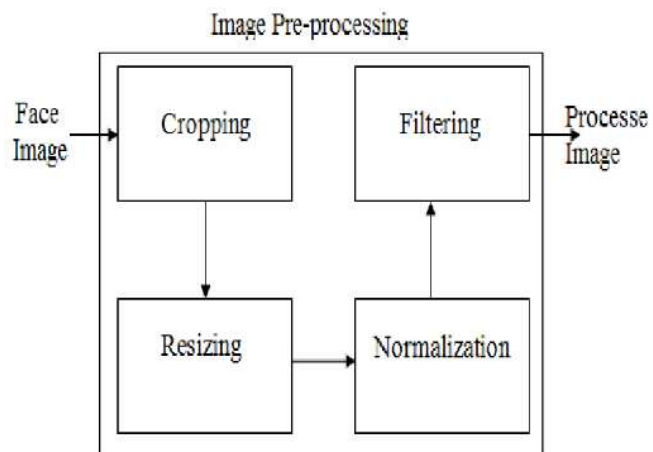 Image Pre-processing
Face
Image
Cropping
Filtering
Processe
Image
Resizing
Normalization